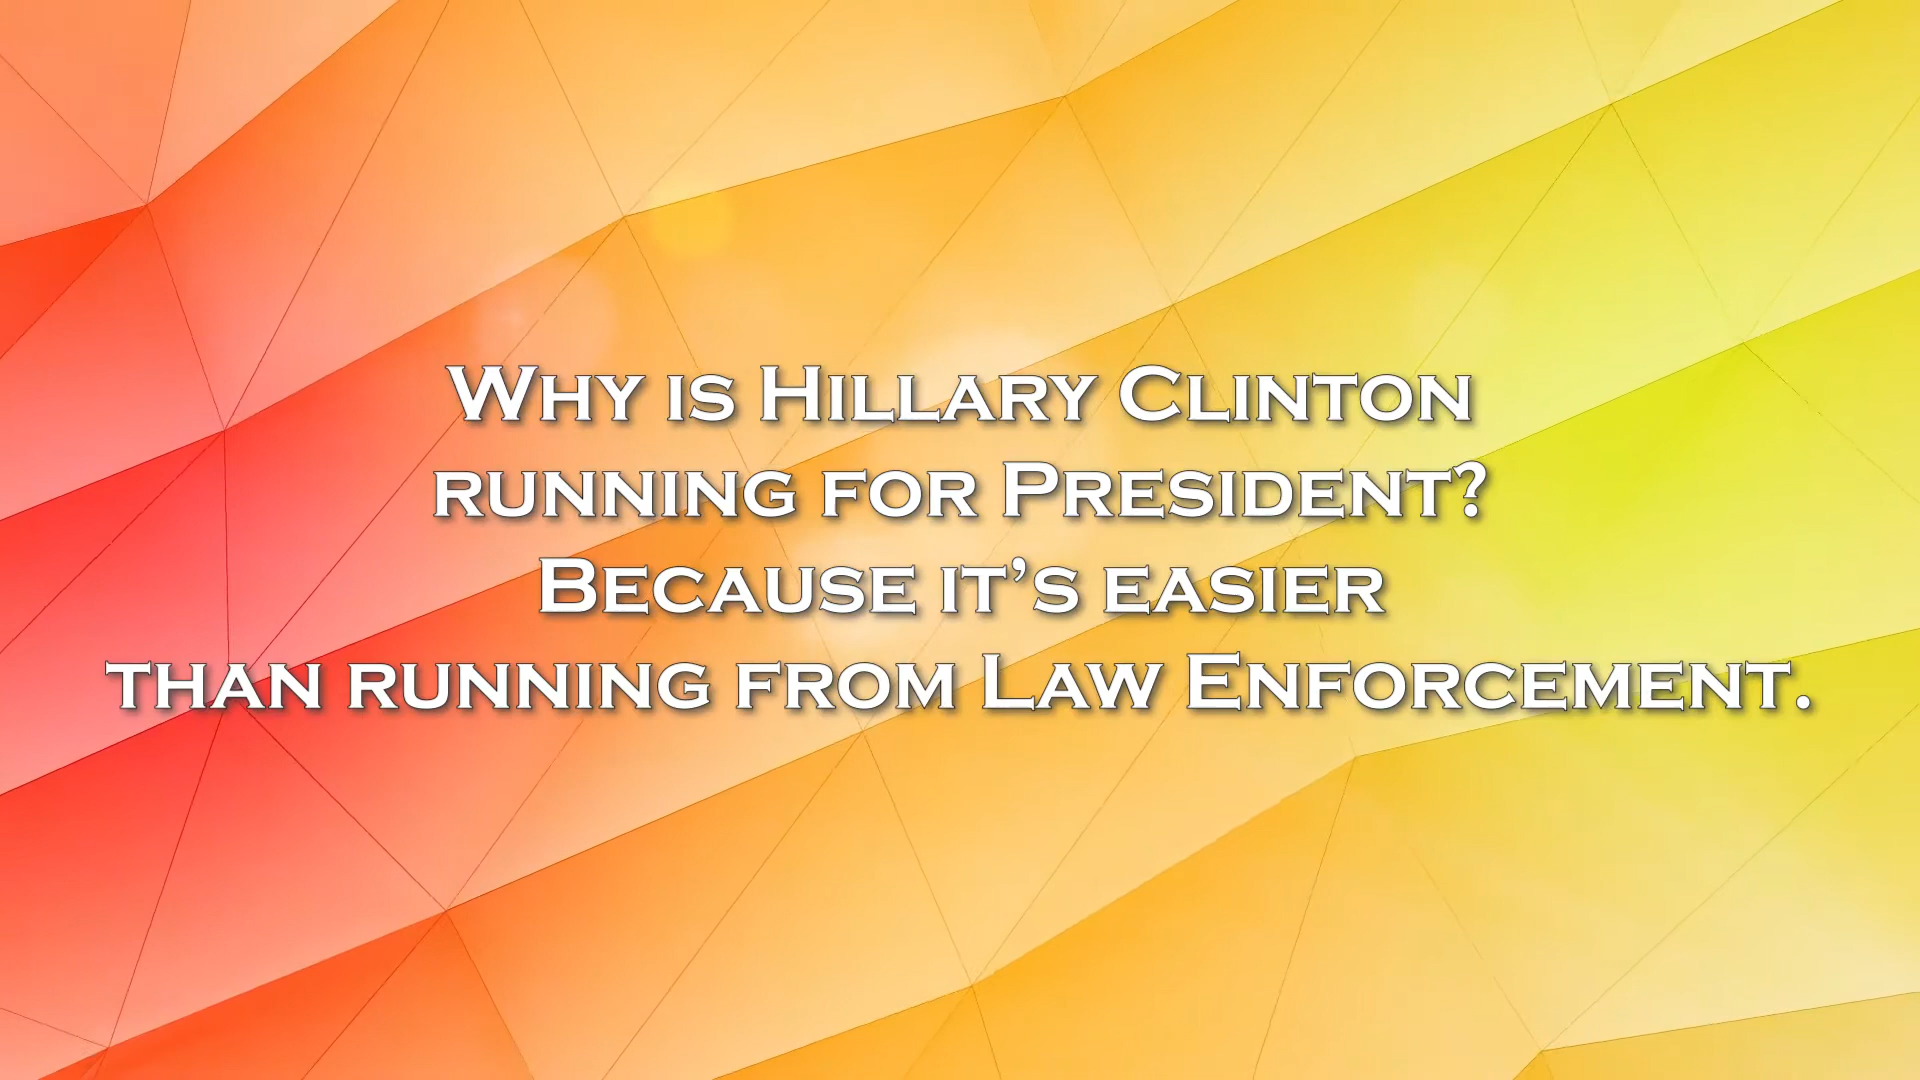 Why is Hillary Clinton
running for President?
Because it’s easier
than running from Law Enforcement.